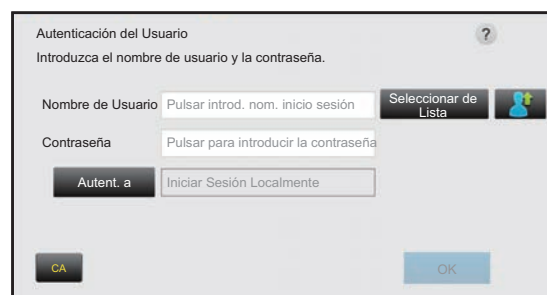 Autenticación del Usuario
?
Introduzca el nombre de usuario y la contraseña.
Nombre de Usuario
Pulsar introd. nom. inicio sesión
Seleccionar de
Lista
Contraseña
Pulsar para introducir la contraseña
Autent. a
Iniciar Sesión Localmente
CA
OK